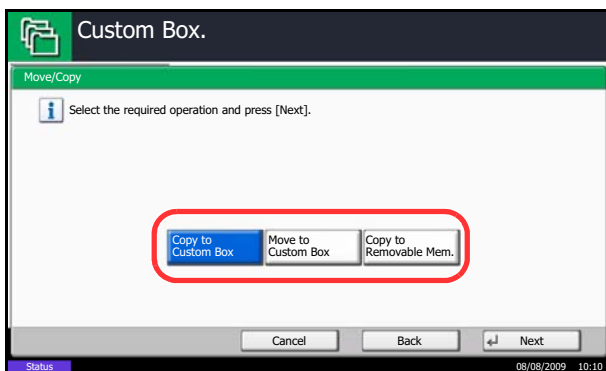 Custom Box.
Move/Copy
i Select the required operation and press [Next].
Copy to
Custom Box
Move to
Custom Box
Copy to
Removable Mem.
Cancel
Back
Next
Status
08/08/2009 10:10